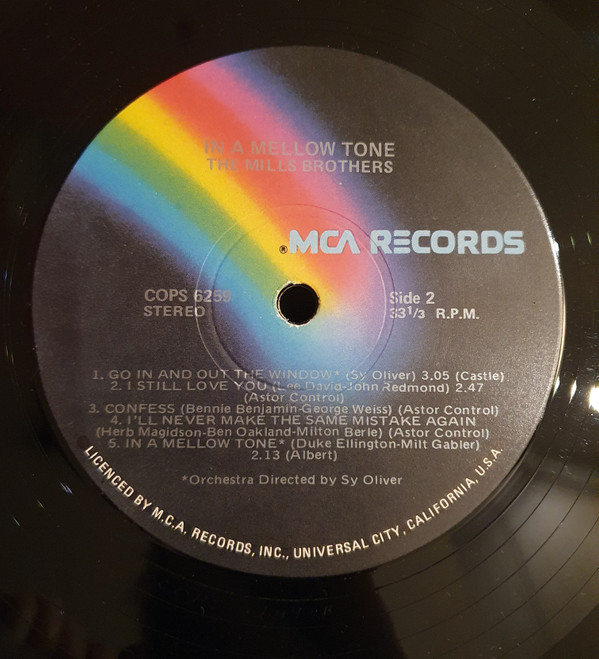 IN A MELLOW TONE
THE MILLS BROTHERS
®MCA RECORDS
COPS 6259
STEREO
Side 2
33⅓ R.P.M.
1. GO IN AND OUT THE WINDOW* (Sy Oliver) 3.05 (Castle)
2. I STILL LOVE YOU (Lee David-John Redmond) 2.47
(Astor Control)
3. CONFESS (Bennie Benjamin-George Weiss) (Astor Control)
4. I'LL NEVER MAKE THE SAME MISTAKE AGAIN
(Herb Magidson-Ben Oakland-Milton Berle) (Astor Control)
5. IN A MELLOW TONE* (Duke Ellington-Milt Gabler)
2.13 (Albert)
*Orchestra Directed by Sy Oliver
LICENCED BY M.C.A. RECORDS, INC., UNIVERSAL CITY, CALIFORNIA, U.S.A.